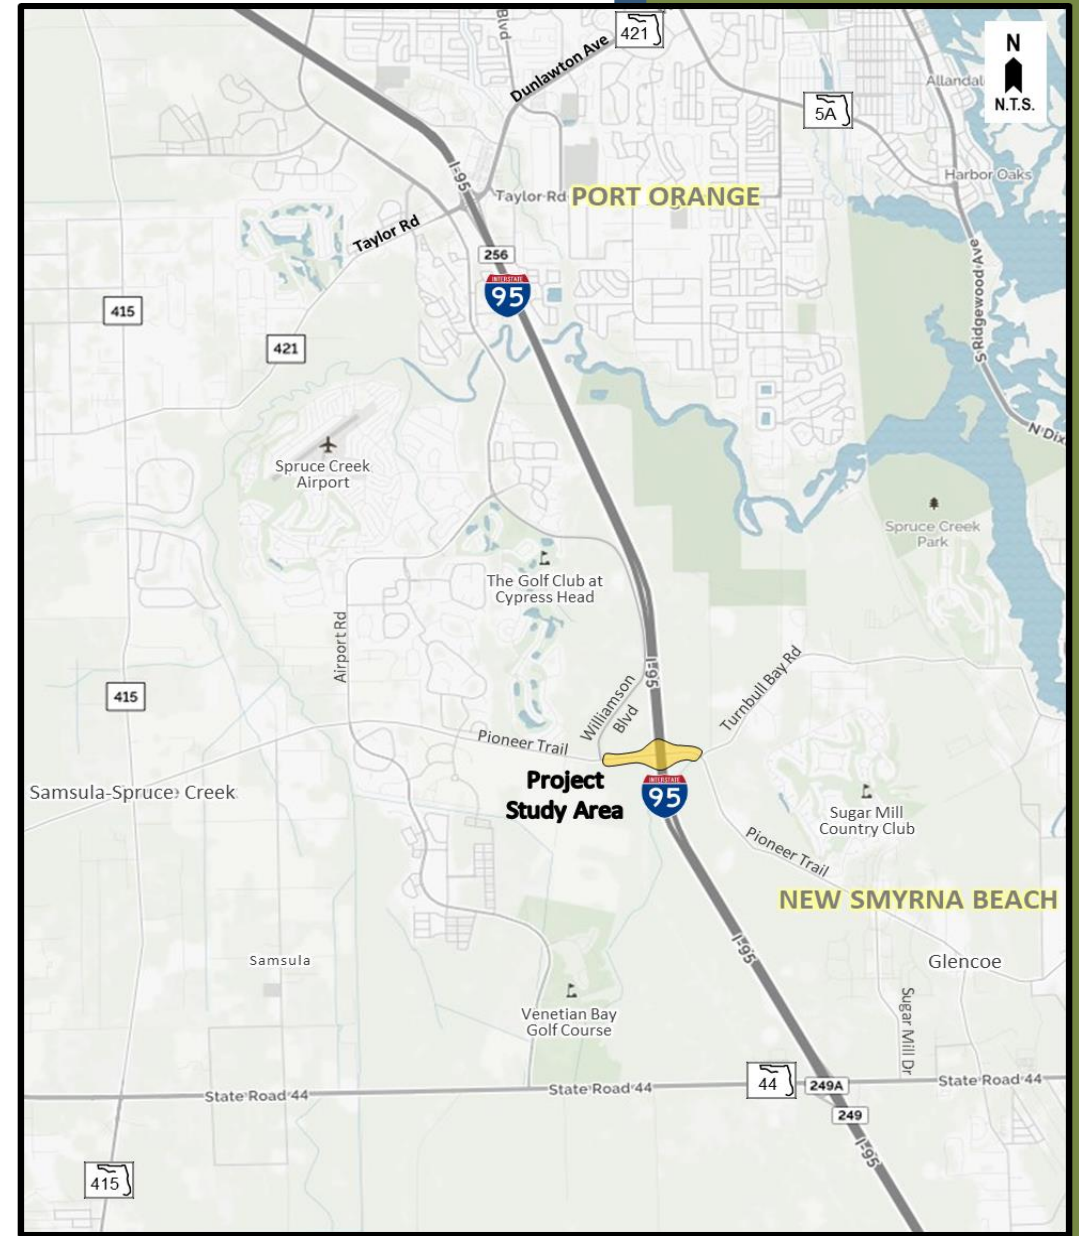 Blvd
421
Dunlawton Ave
N
N.T.S.
Allandal
5A
I-95
Harbor Oaks
Taylor Rd
PORT ORANGE
Taylor Rd
256
INTERSTATE
95
S Ridgewood Ave
415
421
N Dix
Spruce Creek
Airport
Spruce Creek
Park
The Golf Club at
Cypress Head
Airport Rd
I-95
Turnbull Bay Rd
415
Williamson
Blvd
Pioneer Trail
Project
Study Area
INTERSTATE
95
Samsula-Spruce Creek
Sugar Mill
Country Club
Pioneer Trail
NEW SMYRNA BEACH
I-95
Samsula
Glencoe
Venetian Bay
Golf Course
Sugar Mill Dr
44
249A
State Road 44
State Road 44
State Road 44
249
I-95
415